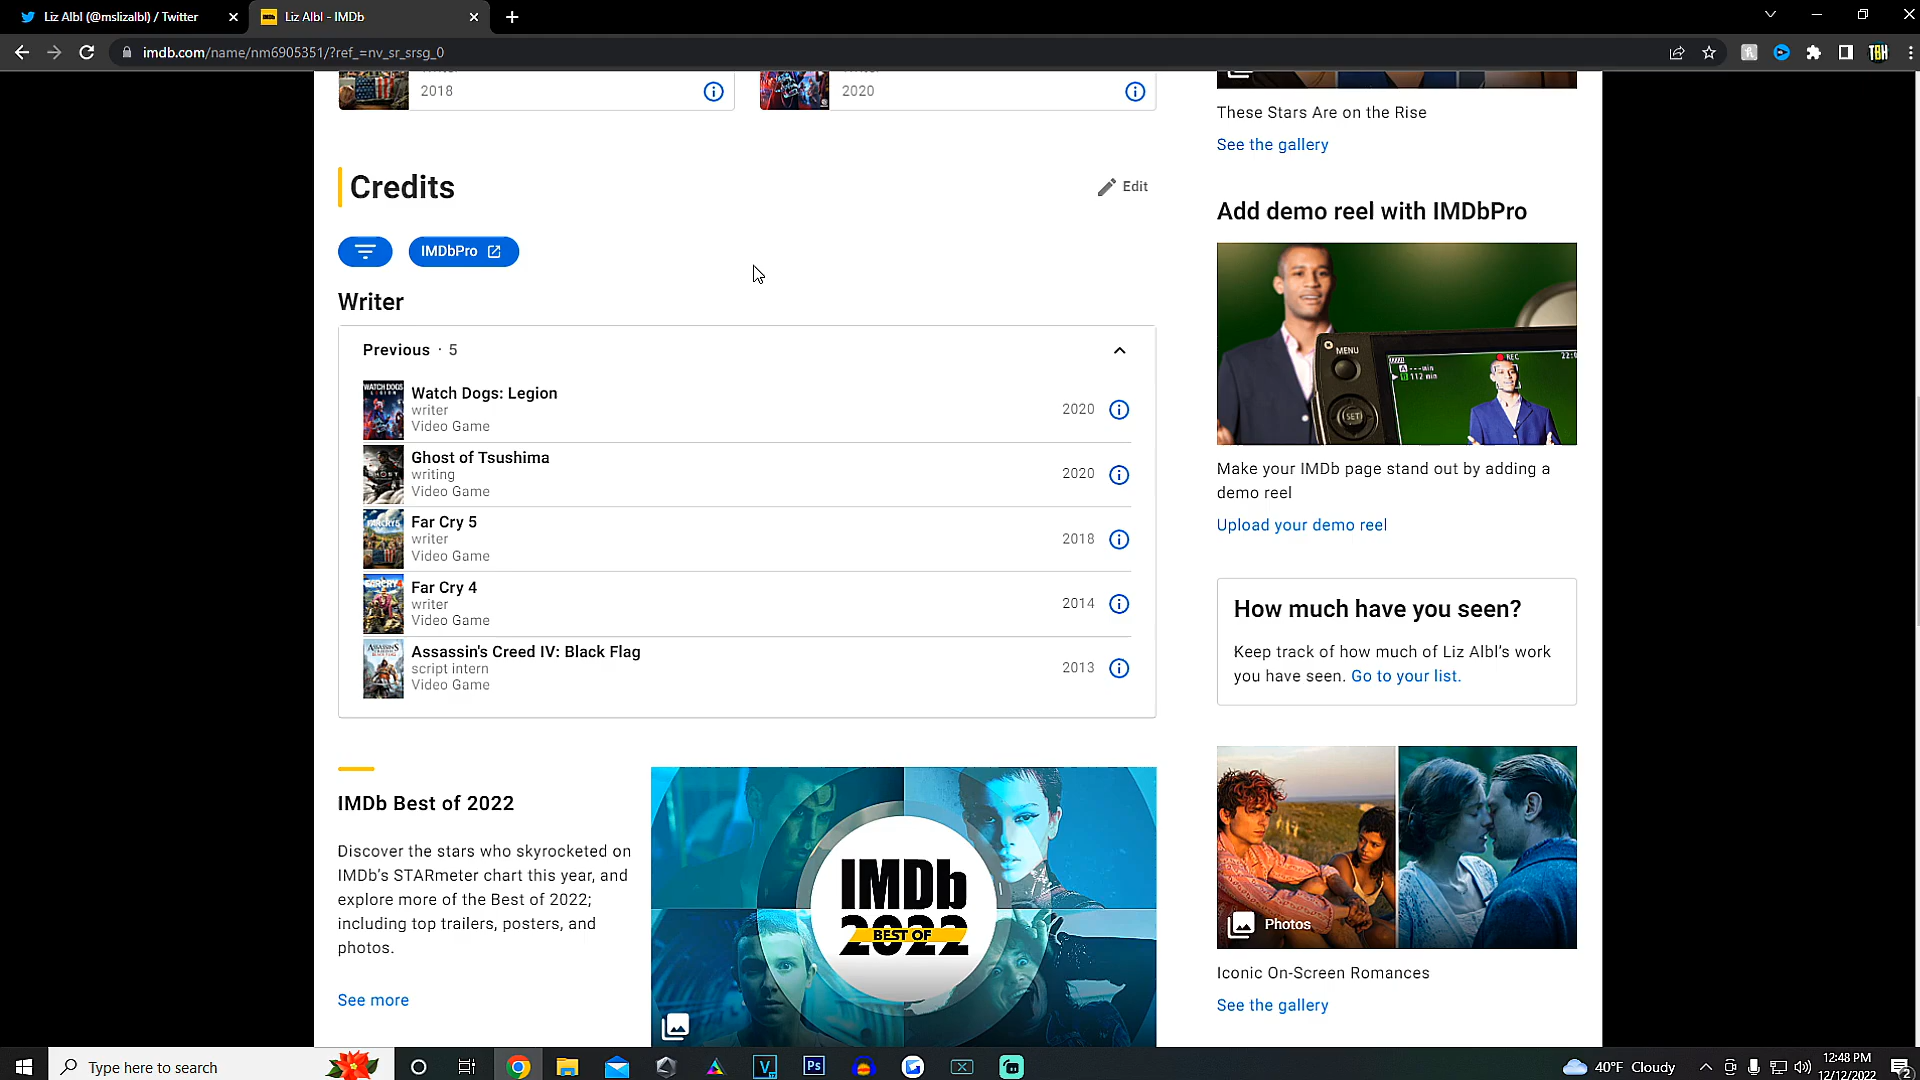 Liz Albl (@mslizalbl) / Twitter
Liz Albl - IMDb
imdb.com/name/nm6905351/?ref_=nv_sr_srsg_0
TBH
2018
2020
These Stars Are on the Rise
See the gallery
Credits
Edit
IMDbPro
Writer
Previous · 5
Watch Dogs: Legion
writer
Video Game
2020
Ghost of Tsushima
writing
Video Game
2020
Far Cry 5
writer
Video Game
2018
Far Cry 4
writer
Video Game
2014
Assassin's Creed IV: Black Flag
script intern
Video Game
2013
Add demo reel with IMDbPro
MENU
SET
REC
112 min
Make your IMDb page stand out by adding a
demo reel
Upload your demo reel
How much have you seen?
Keep track of how much of Liz Albl's work
you have seen. Go to your list.
IMDb Best of 2022
Discover the stars who skyrocketed on
IMDb's STARmeter chart this year, and
explore more of the Best of 2022;
including top trailers, posters, and
photos.
See more
IMDb
2022
BEST OF
Photos
Iconic On-Screen Romances
See the gallery
Type here to search
40°F Cloudy
12:48 PM
12/12/2022
2